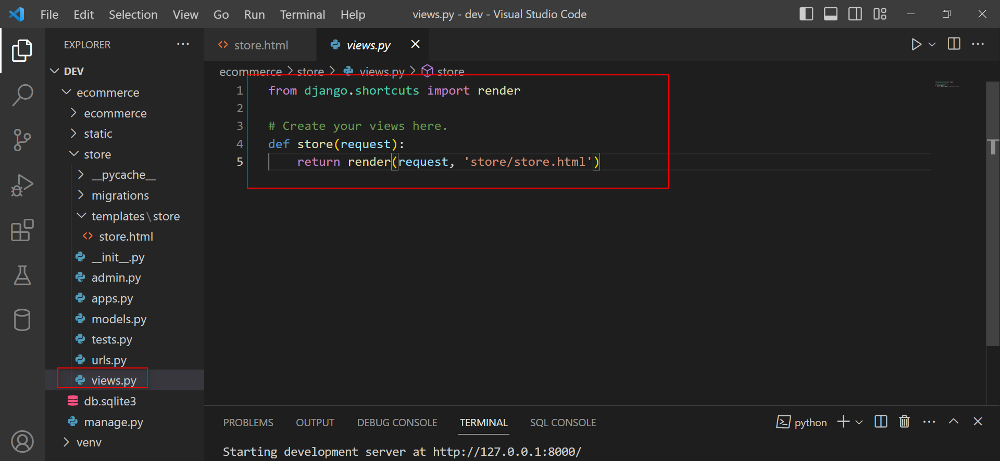 File Edit Selection View Go Run Terminal Help views.py - dev - Visual Studio Code
EXPLORER
DEV
ecommerce
ecommerce
static
store
__pycache__
migrations
templates\store
store.html
__init__.py
admin.py
apps.py
models.py
tests.py
urls.py
views.py
db.sqlite3
manage.py
venv
store.html views.py
ecommerce > store > views.py > store
1 from django.shortcuts import render
2
3 # Create your views here.
4 def store(request):
5 return render(request, 'store/store.html')
PROBLEMS OUTPUT DEBUG CONSOLE TERMINAL SQL CONSOLE python
Starting development server at http://127.0.0.1:8000/